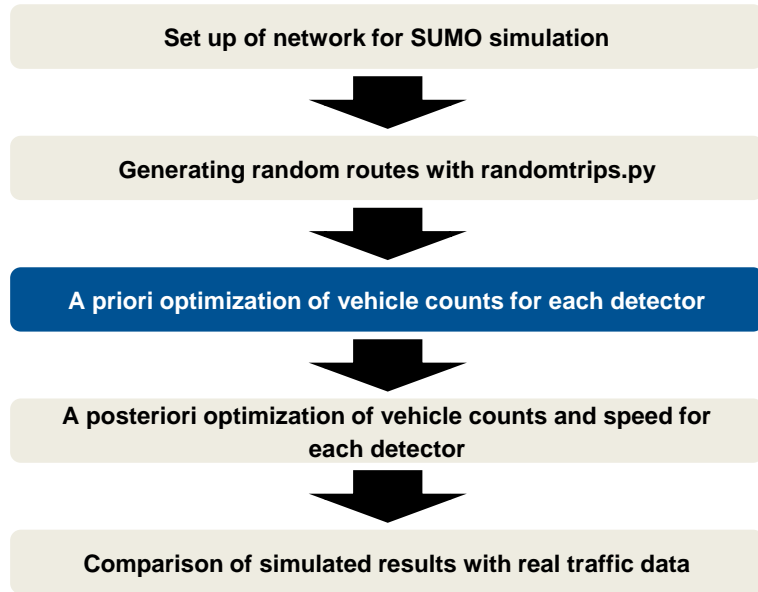 Set up of network for SUMO simulation
Generating random routes with randomtrips.py
A priori optimization of vehicle counts for each detector
A posteriori optimization of vehicle counts and speed for
each detector
Comparison of simulated results with real traffic data